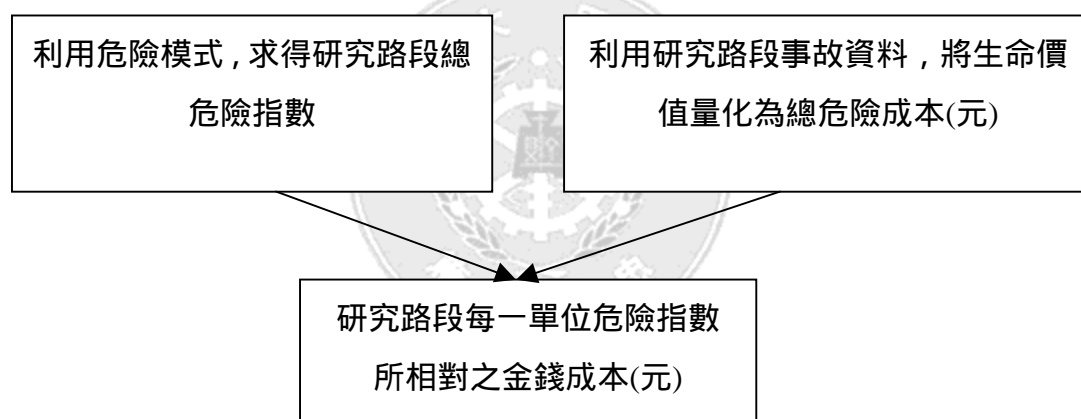 利用危險模式 , 求得研究路段總
危險指數
利用研究路段事故資料 , 將生命價
值量化為總危險成本(元)
研究路段每一單位危險指數
所相對之金錢成本(元)